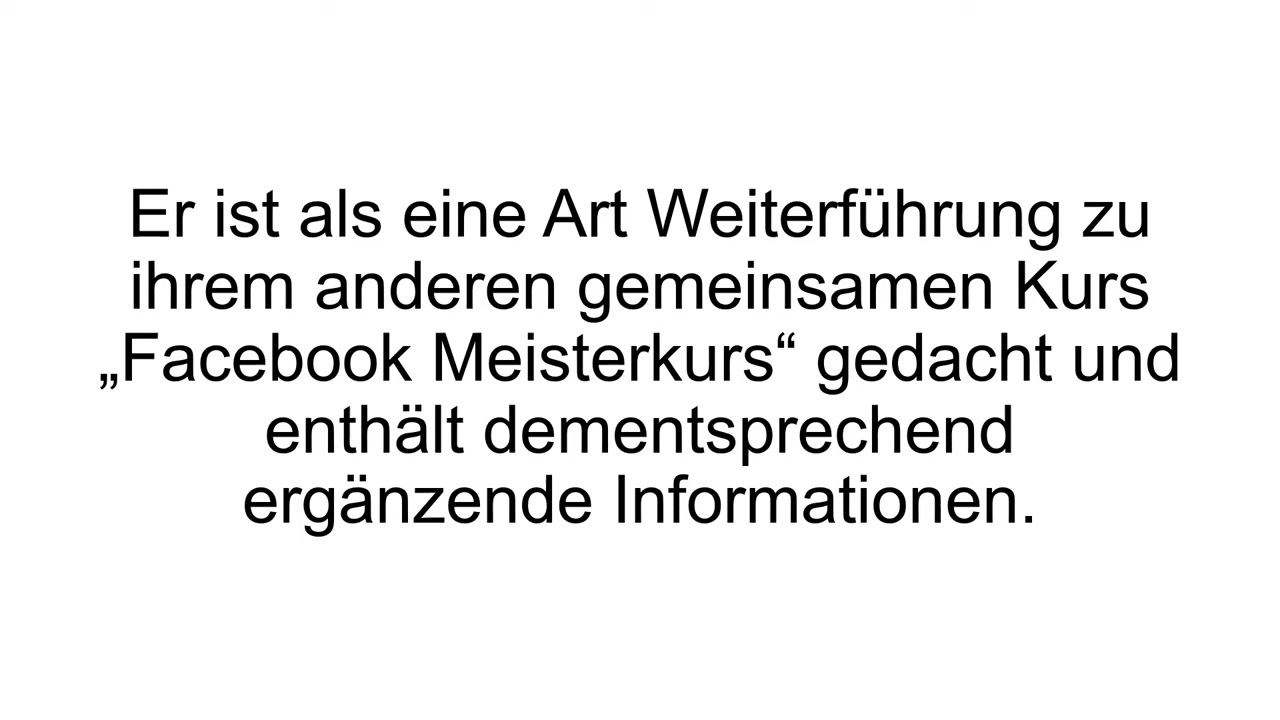 Er ist als eine Art Weiterführung zu
ihrem anderen gemeinsamen Kurs
„Facebook Meisterkurs“ gedacht und
enthält dementsprechend
ergänzende Informationen.